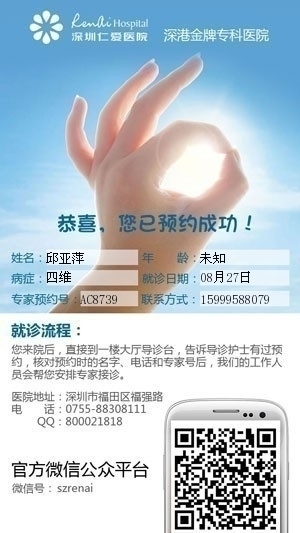 RenAi Hospital
深圳仁爱医院
深港金牌专科医院
恭喜，您已预约成功！
姓名： 邱亚萍 年 龄： 未知
病症： 四维 就诊日期： 08月27日
专家预约号： AC8739 联系方式： 15999588079
就诊流程：
您来院后，直接到一楼大厅导诊台，告诉导诊护士有过预
约，核对预约时的名字、电话和专家号后，我们的工作人
员会帮您安排专家接诊。
医院地址：深圳市福田区福强路
电 话：0755-88308111
QQ：800021818
官方微信公众平台
微信号： szrenai